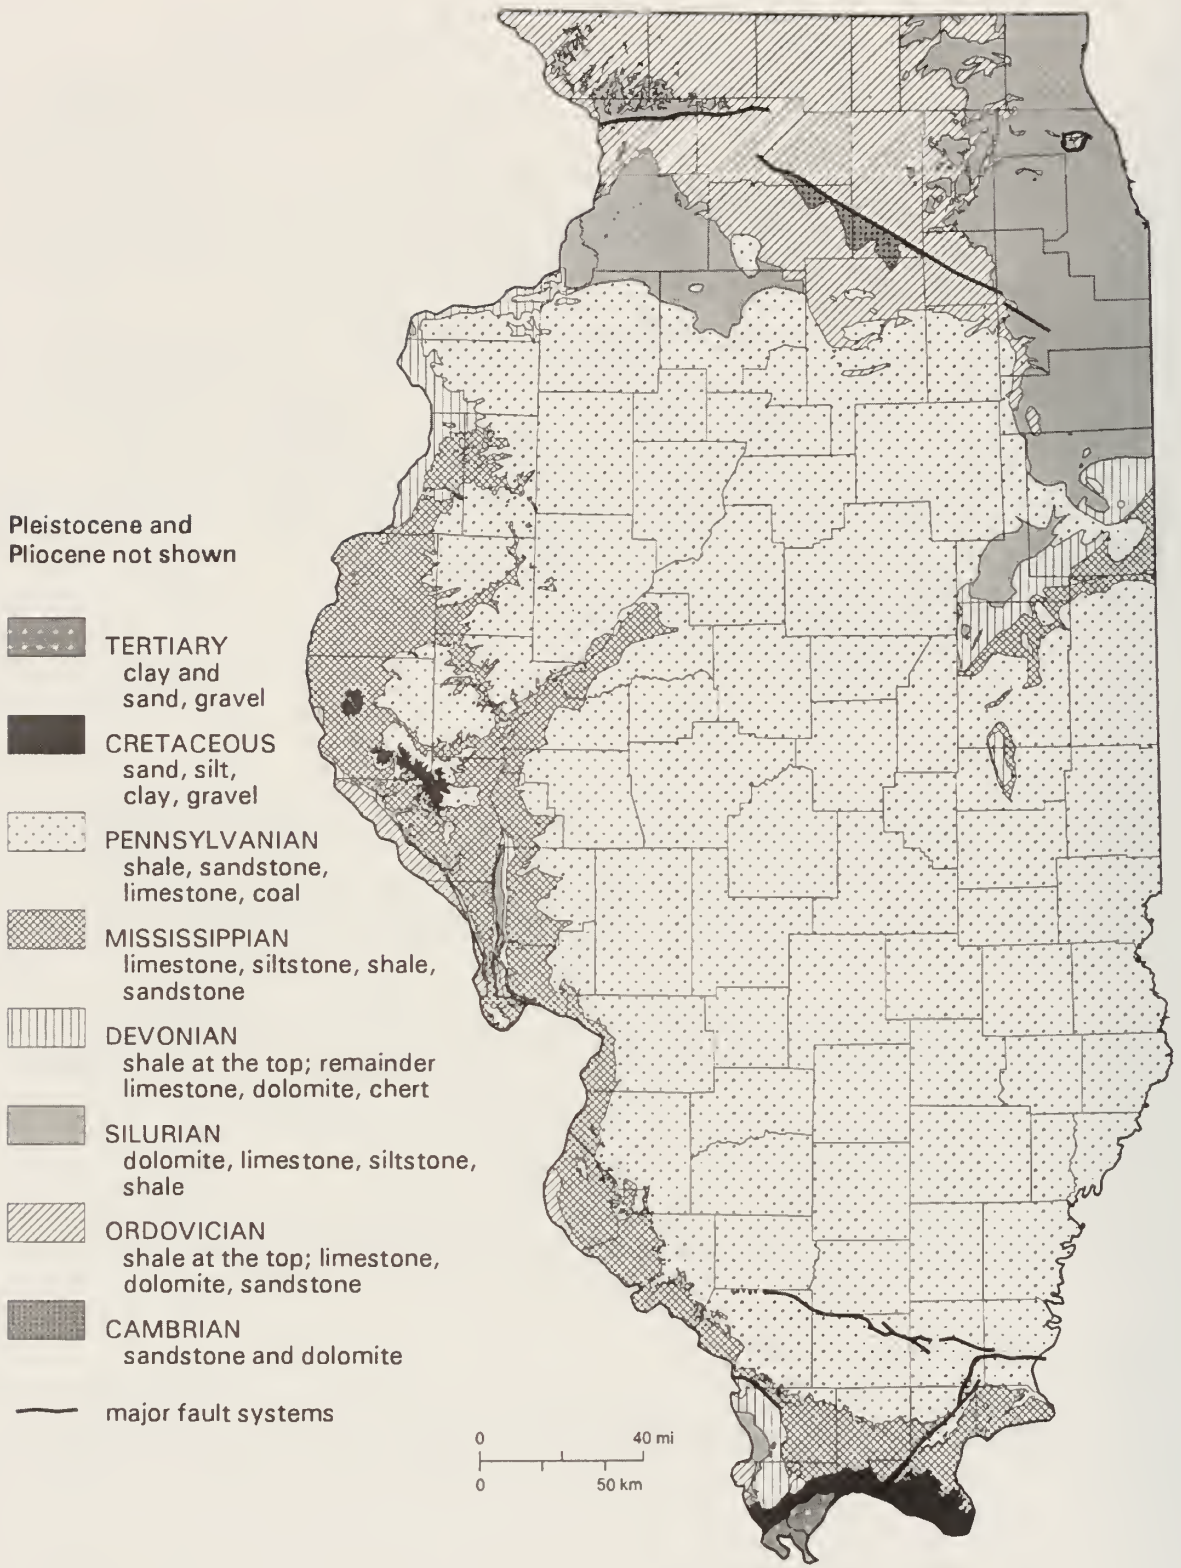 Pleistocene and
Pliocene not shown
TERTIARY
clay and
sand, gravel
CRETACEOUS
sand, silt,
clay, gravel
PENNSYLVANIAN
shale, sandstone,
limestone, coal
MISSISSIPPIAN
limestone, siltstone, shale,
sandstone
DEVONIAN
shale at the top; remainder
limestone, dolomite, chert
SILURIAN
dolomite, limestone, siltstone,
shale
ORDOVICIAN
shale at the top; limestone,
dolomite, sandstone
CAMBRIAN
sandstone and dolomite
major fault systems
0 40 mi
0 50 km